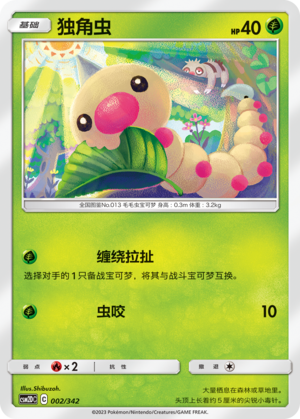 基础 独角虫 HP40
全国图鉴No.013 毛毛虫宝可梦 身高：0.3m 体重：3.2kg
缠绕拉扯
选择对手的1只备战宝可梦，将其与战斗宝可梦互换。
虫咬 10
弱点 ×2 抗性 撤退
Illus.Shibuzoh.
CSM2D C G 002/342
大量栖息在森林或草地里。
头顶上长着约5厘米的尖锐小毒针。
©2023 Pokémon/Nintendo/Creatures/GAME FREAK.